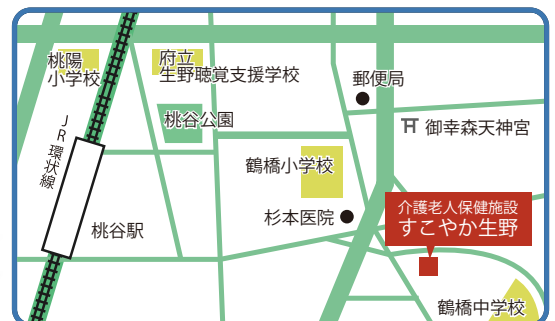 桃陽
小学校
府立
生野聴覚支援学校
郵便局
桃谷公園
御幸森天神宮
JR環状線
鶴橋小学校
介護老人保健施設
すこやか生野
杉本医院
桃谷駅
鶴橋中学校